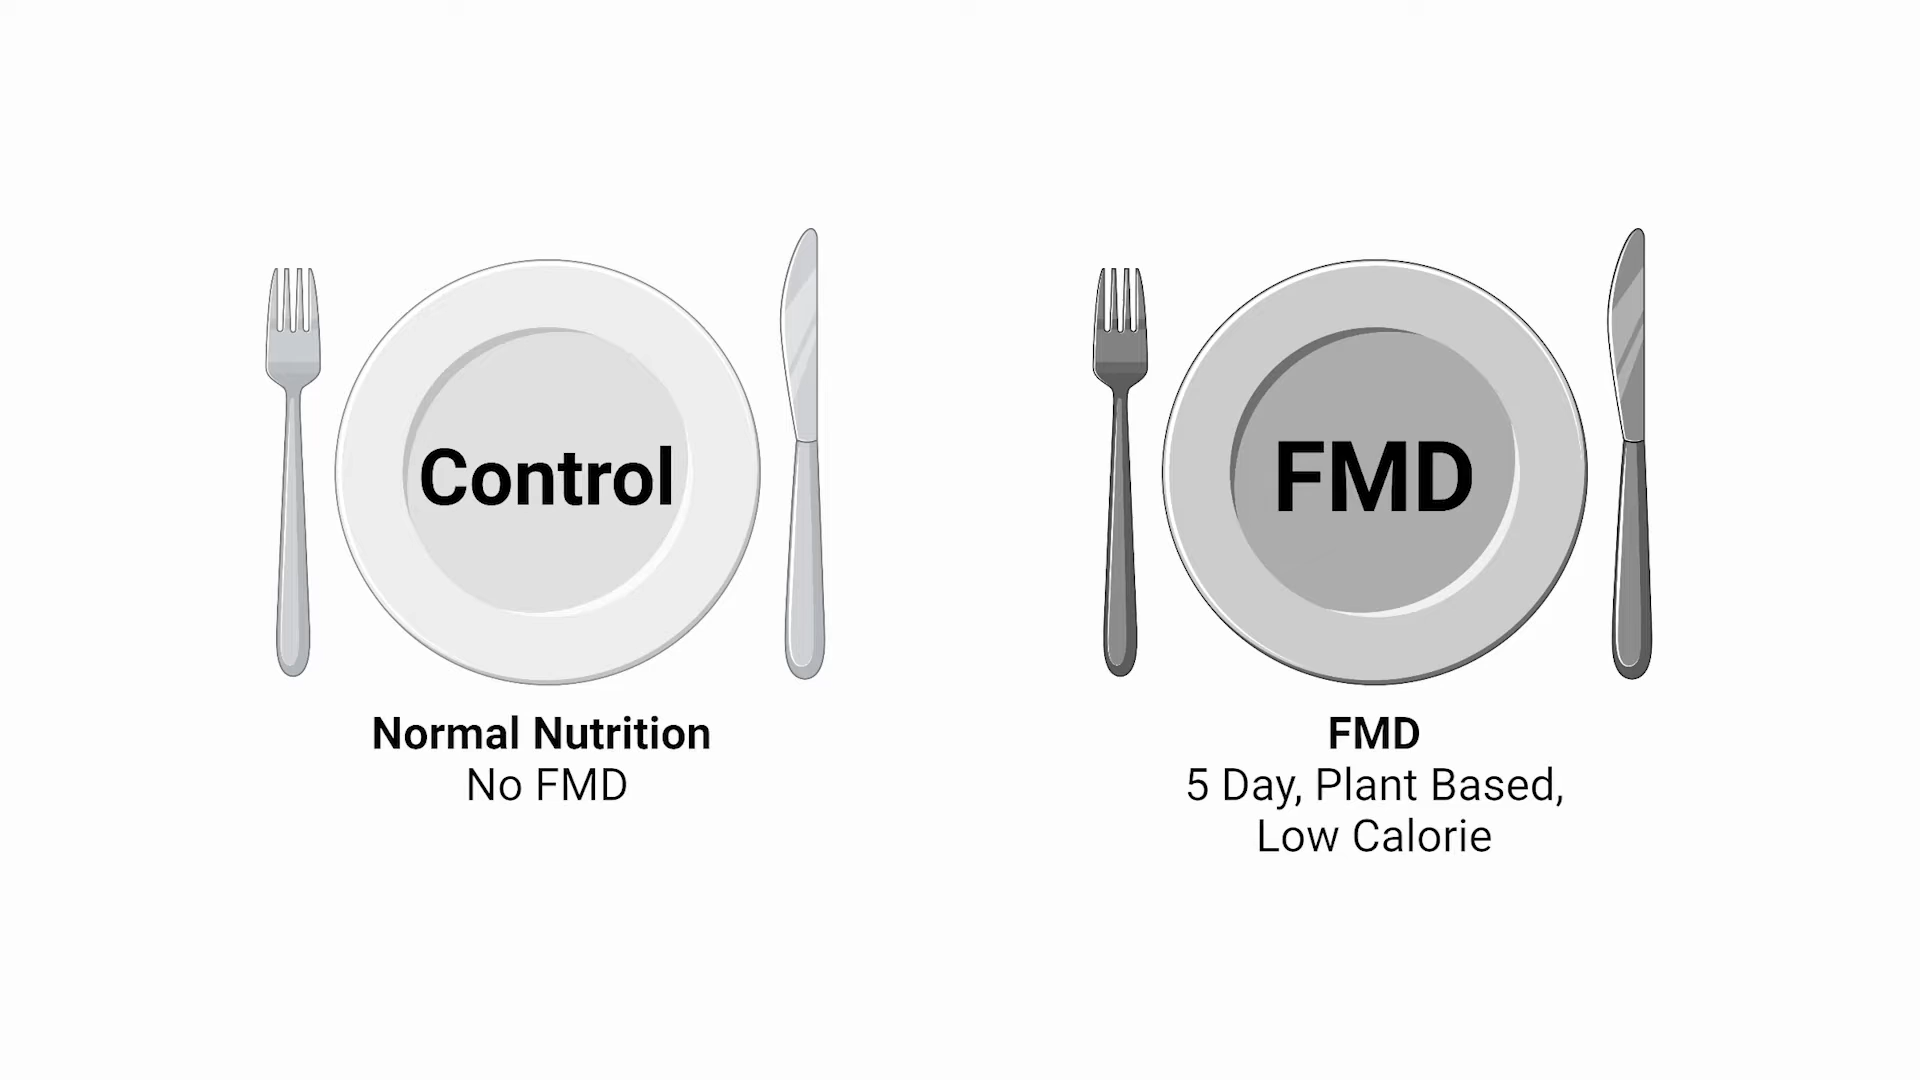 Control
Normal Nutrition
No FMD
FMD
FMD
5 Day, Plant Based,
Low Calorie